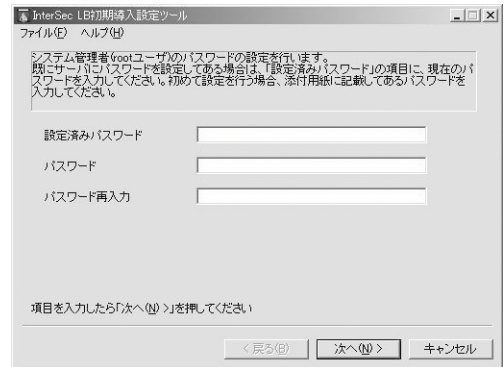 InterSec LB初期導入設定ツール
ファイル(F) ヘルプ(H)
システム管理者(rootユーザ)のパスワードの設定を行います。
既にサーバにパスワードを設定してある場合は、「設定済みパスワード」の項目に、現在のパ
スワードを入力してください。初めて設定を行う場合、添付用紙に記載してあるパスワードを
入力してください。
設定済みパスワード
パスワード
パスワード再入力
項目を入力したら「次へ(N) >」を押してください
< 戻る(B) 次へ(N) > キャンセル